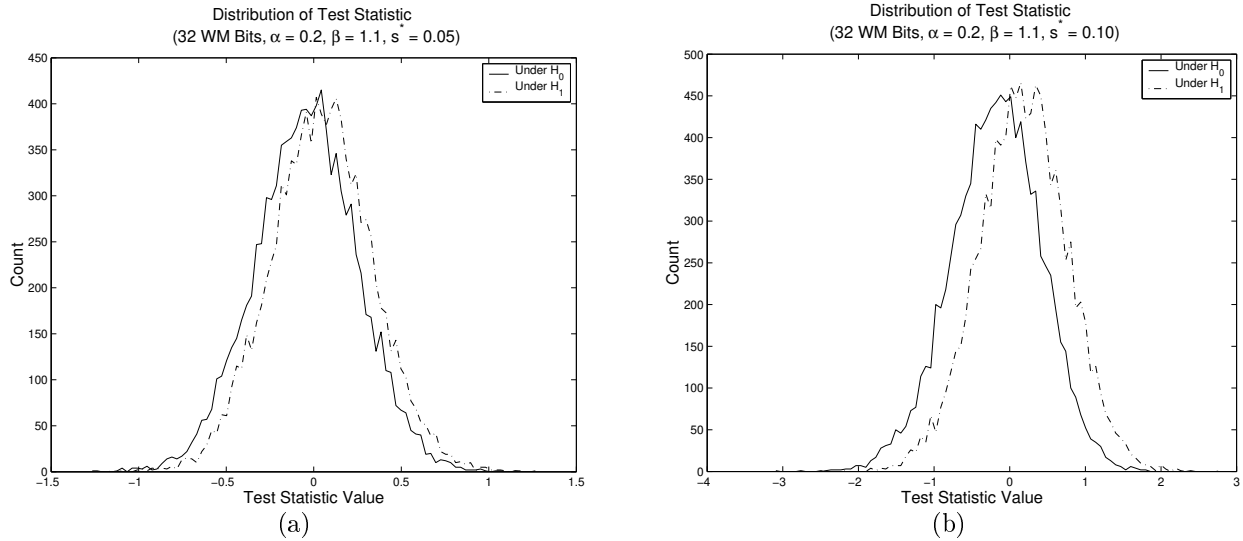 Distribution of Test Statistic
(32 WM Bits, α = 0.2, β = 1.1, s* = 0.05)
450
400
350
300
250
200
150
100
50
0
Count
Under H0
Under H1
−1.5
−1
−0.5
0
0.5
1
1.5
Test Statistic Value
(a)
Distribution of Test Statistic
(32 WM Bits, α = 0.2, β = 1.1, s* = 0.10)
500
450
400
350
300
250
200
150
100
50
0
Count
Under H0
Under H1
−4
−3
−2
−1
0
1
2
3
Test Statistic Value
(b)